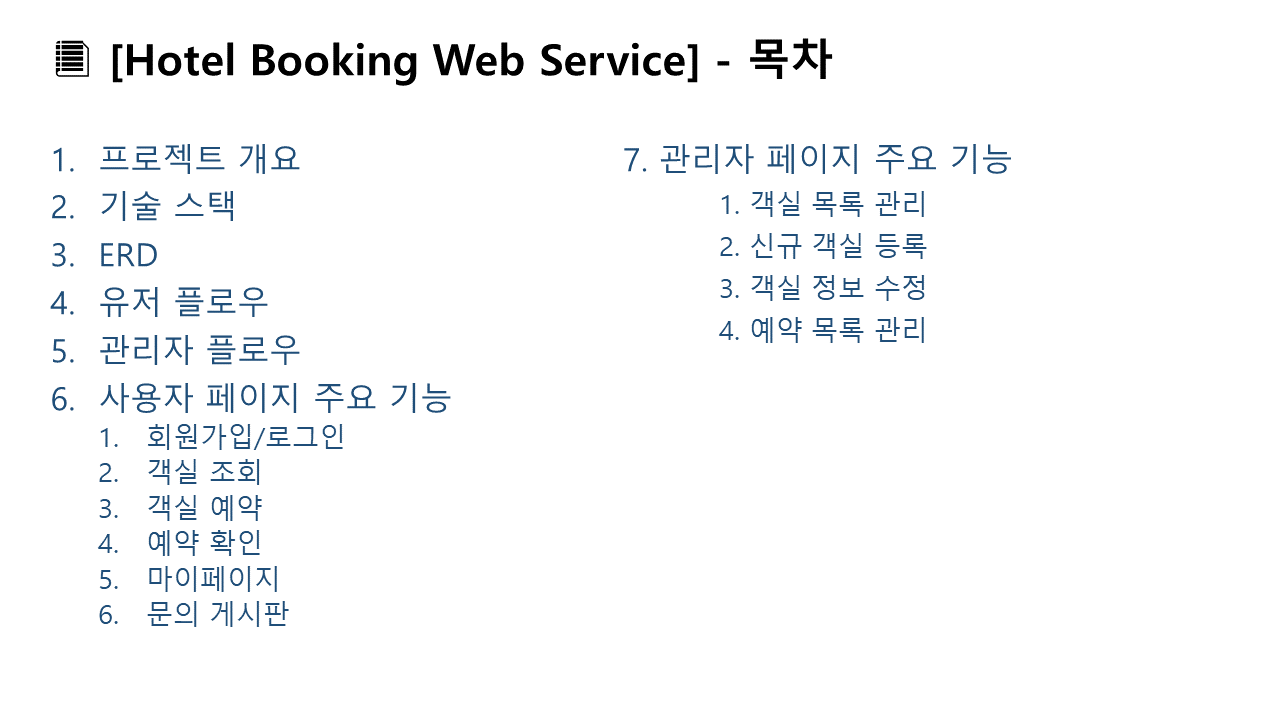 [Hotel Booking Web Service] - 목차
1. 프로젝트 개요
2. 기술 스택
3. ERD
4. 유저 플로우
5. 관리자 플로우
6. 사용자 페이지 주요 기능
1. 회원가입/로그인
2. 객실 조회
3. 객실 예약
4. 예약 확인
5. 마이페이지
6. 문의 게시판
7. 관리자 페이지 주요 기능
1. 객실 목록 관리
2. 신규 객실 등록
3. 객실 정보 수정
4. 예약 목록 관리